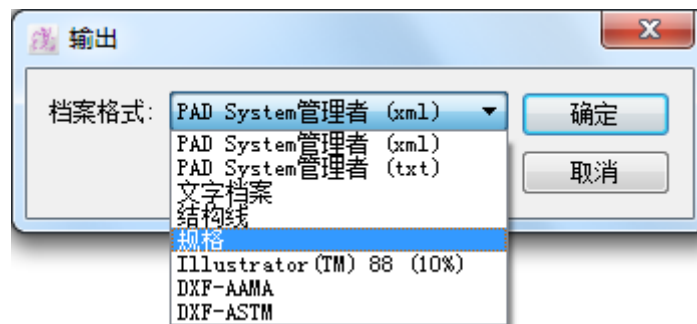 输出
档案格式: PAD System管理者 (xml) 确定
PAD System管理者 (xml)
PAD System管理者 (txt)
取消
文字档案
结构线
规格
Illustrator(TM) 88 (10%)
DXF-AAMA
DXF-ASTM